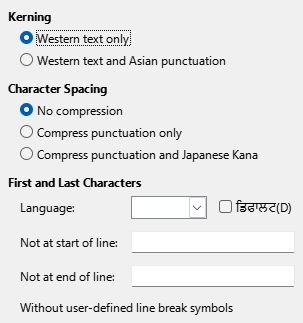 Kerning
Western text only
Western text and Asian punctuation
Character Spacing
No compression
Compress punctuation only
Compress punctuation and Japanese Kana
First and Last Characters
Language: ਡਿਫਾਲਟ(D)
Not at start of line:
Not at end of line:
Without user-defined line break symbols